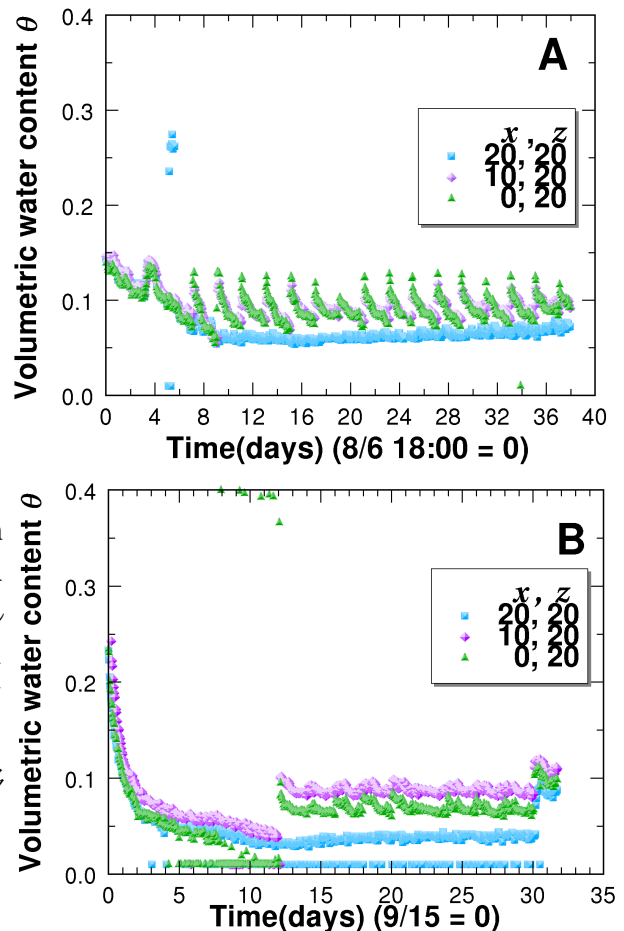 Volumetric water content θ
0.4
0.3
0.2
0.1
0.0
A
x , z
20, 20
10, 20
0, 20
0 4 8 12 16 20 24 28 32 36 40
Time(days) (8/6 18:00 = 0)
Volumetric water content θ
0.4
0.3
0.2
0.1
0.0
B
x, z
20, 20
10, 20
0, 20
0 5 10 15 20 25 30 35
Time(days) (9/15 = 0)